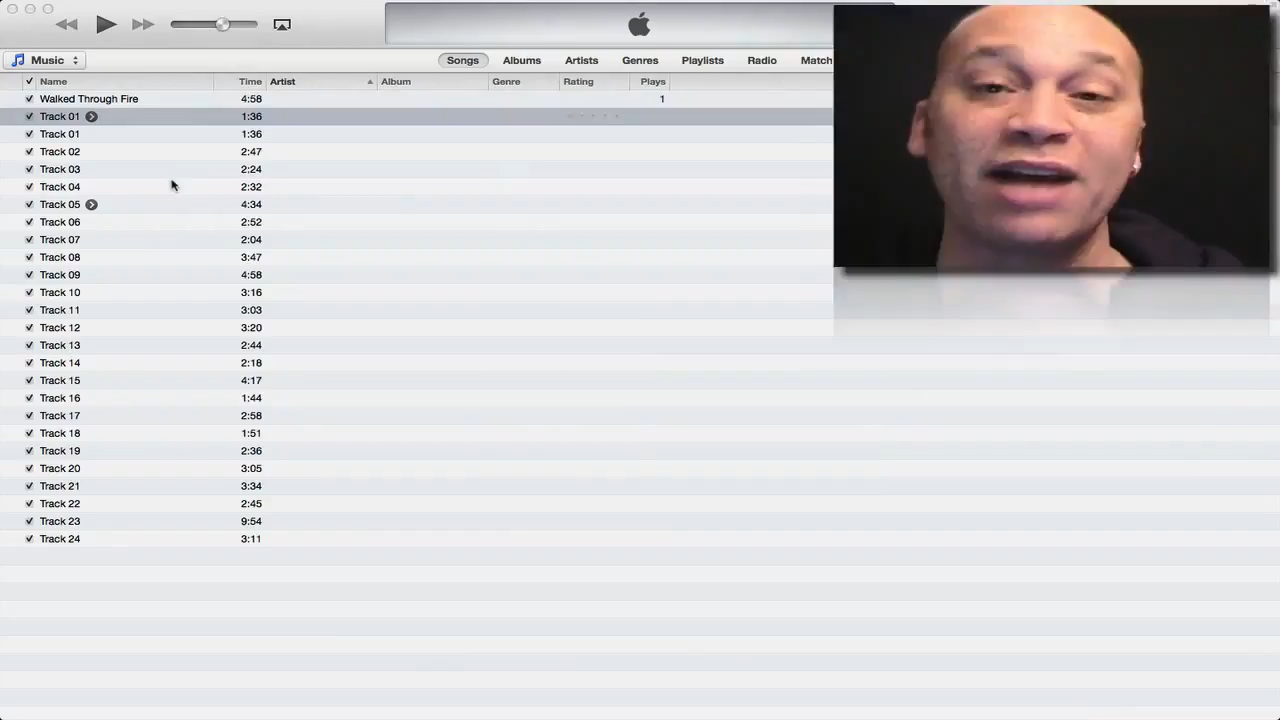 Music Songs Albums Artists Genres Playlists Radio Match
Name Time Artist Album Genre Rating Plays
Walked Through Fire 4:58 1
Track 01 1:36
Track 01 1:36
Track 02 2:47
Track 03 2:24
Track 04 2:32
Track 05 4:34
Track 06 2:52
Track 07 2:04
Track 08 3:47
Track 09 4:58
Track 10 3:16
Track 11 3:03
Track 12 3:20
Track 13 2:44
Track 14 2:18
Track 15 4:17
Track 16 1:44
Track 17 2:58
Track 18 1:51
Track 19 2:36
Track 20 3:05
Track 21 3:34
Track 22 2:45
Track 23 9:54
Track 24 3:11